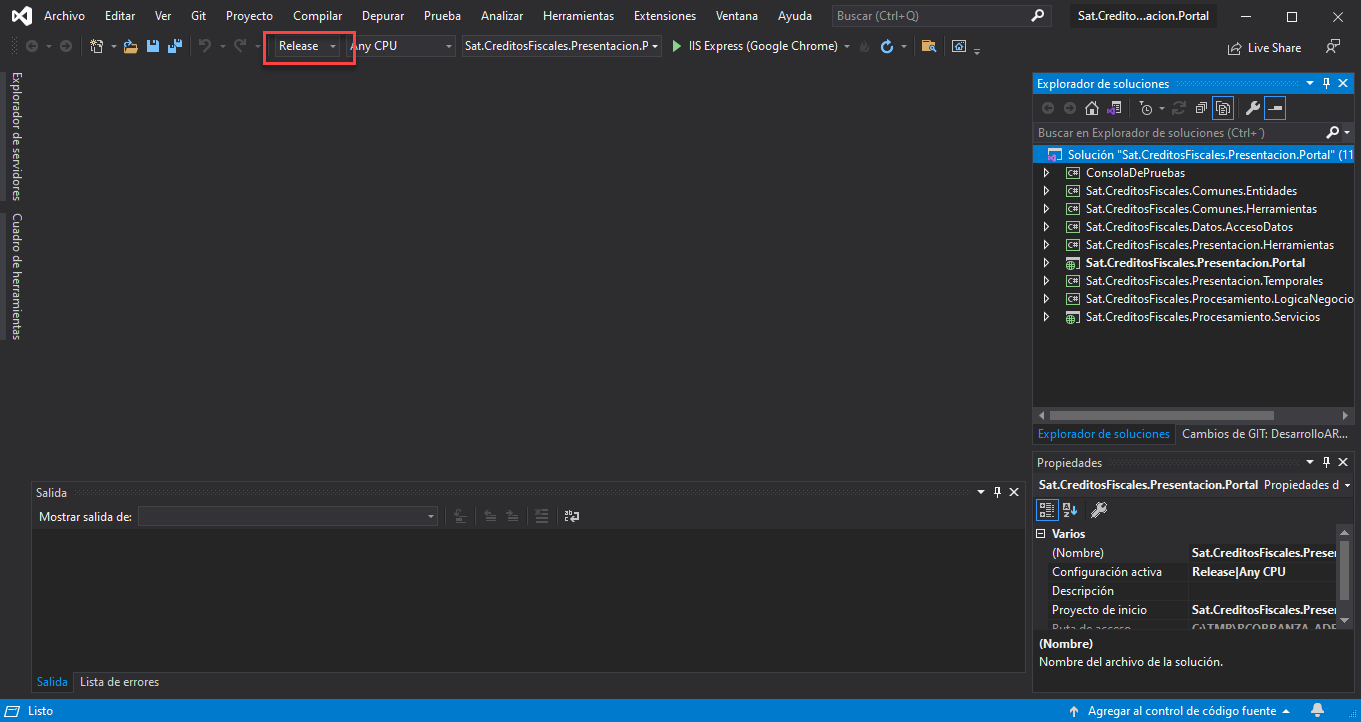 Archivo Editar Ver Git Proyecto Compilar Depurar Prueba Analizar Herramientas Extensiones Ventana Ayuda Buscar (Ctrl+Q) Sat.Credito...acion.Portal
Release Any CPU Sat.CreditosFiscales.Presentacion.P IIS Express (Google Chrome) Live Share
Explorador de servidores
Cuadro de herramientas
Explorador de soluciones
Buscar en Explorador de soluciones (Ctrl+´)
Solución "Sat.CreditosFiscales.Presentacion.Portal" (11
ConsolaDePruebas
Sat.CreditosFiscales.Comunes.Entidades
Sat.CreditosFiscales.Comunes.Herramientas
Sat.CreditosFiscales.Datos.AccesoDatos
Sat.CreditosFiscales.Presentacion.Herramientas
Sat.CreditosFiscales.Presentacion.Portal
Sat.CreditosFiscales.Presentacion.Temporales
Sat.CreditosFiscales.Procesamiento.LogicaNegocio
Sat.CreditosFiscales.Procesamiento.Servicios
Explorador de soluciones Cambios de GIT: DesarrolloAR...
Propiedades
Sat.CreditosFiscales.Presentacion.Portal Propiedades d
Varios
(Nombre) Sat.CreditosFiscales.Preser
Configuración activa Release|Any CPU
Descripción
Proyecto de inicio Sat.CreditosFiscales.Preser
Ruta de acceso
(Nombre)
Nombre del archivo de la solución.
Salida
Mostrar salida de:
Salida Lista de errores
Listo Agregar al control de código fuente